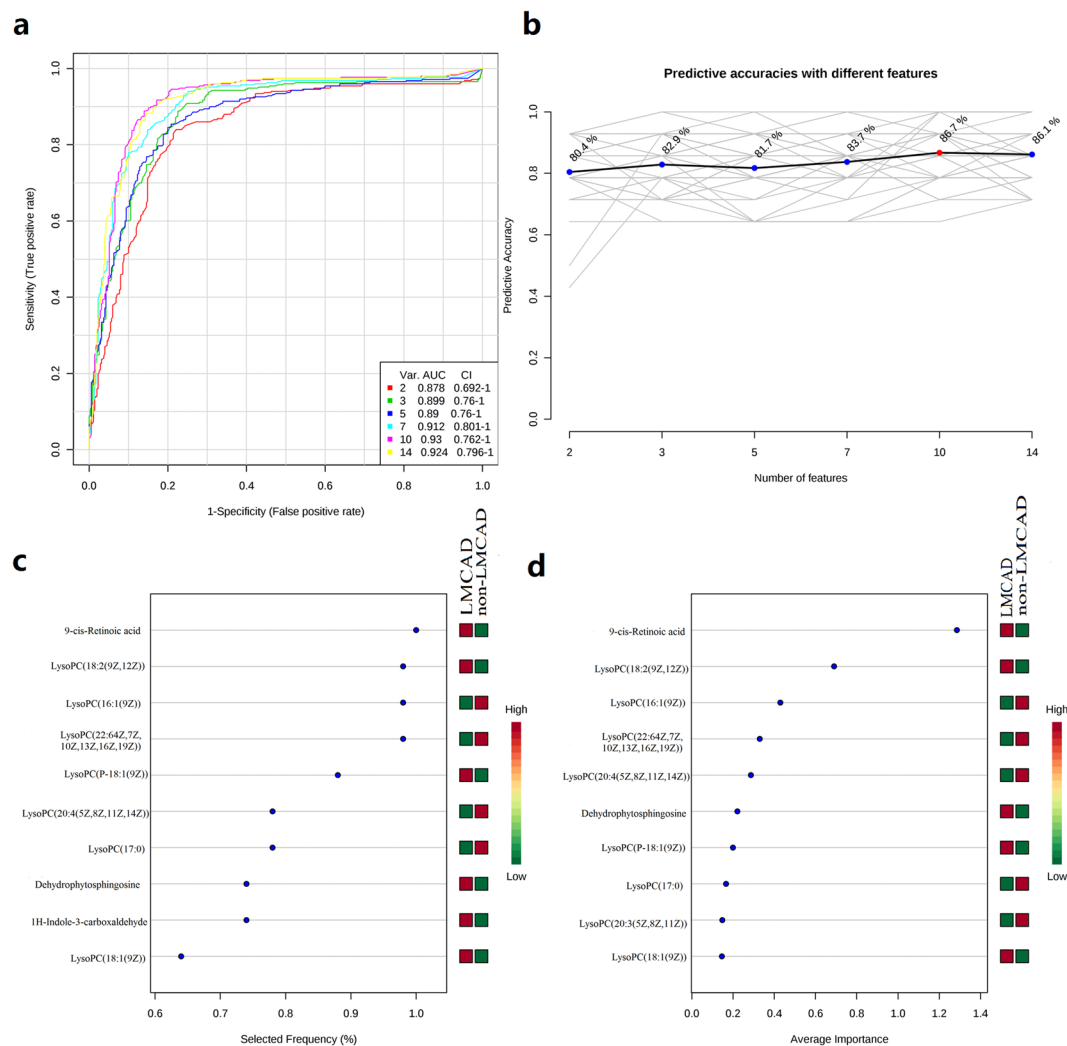 a
1.0
0.8
0.6
0.4
0.2
0.0
Sensitivity (True positive rate)
Var. AUC CI
2 0.878 0.692-1
3 0.899 0.76-1
5 0.89 0.76-1
7 0.912 0.801-1
10 0.93 0.762-1
14 0.924 0.796-1
0.0 0.2 0.4 0.6 0.8 1.0
1-Specificity (False positive rate)
b
Predictive accuracies with different features
1.0
0.8
0.6
0.4
0.2
0.0
Predictive Accuracy
80.4 %
82.9 %
81.7 %
83.7 %
86.7 %
86.1 %
2 3 5 7 10 14
Number of features
c
LMCAD
non-LMCAD
9-cis-Retinoic acid
LysoPC(18:2(9Z,12Z))
LysoPC(16:1(9Z))
LysoPC(22:64Z,7Z,
10Z,13Z,16Z,19Z))
LysoPC(P-18:1(9Z))
LysoPC(20:4(5Z,8Z,11Z,14Z))
LysoPC(17:0)
Dehydrophytosphingosine
1H-Indole-3-carboxaldehyde
LysoPC(18:1(9Z))
High
Low
0.6 0.7 0.8 0.9 1.0
Selected Frequency (%)
d
LMCAD
non-LMCAD
9-cis-Retinoic acid
LysoPC(18:2(9Z,12Z))
LysoPC(16:1(9Z))
LysoPC(22:64Z,7Z,
10Z,13Z,16Z,19Z))
LysoPC(20:4(5Z,8Z,11Z,14Z))
Dehydrophytosphingosine
LysoPC(P-18:1(9Z))
LysoPC(17:0)
LysoPC(20:3(5Z,8Z,11Z))
LysoPC(18:1(9Z))
High
Low
0.0 0.2 0.4 0.6 0.8 1.0 1.2 1.4
Average Importance